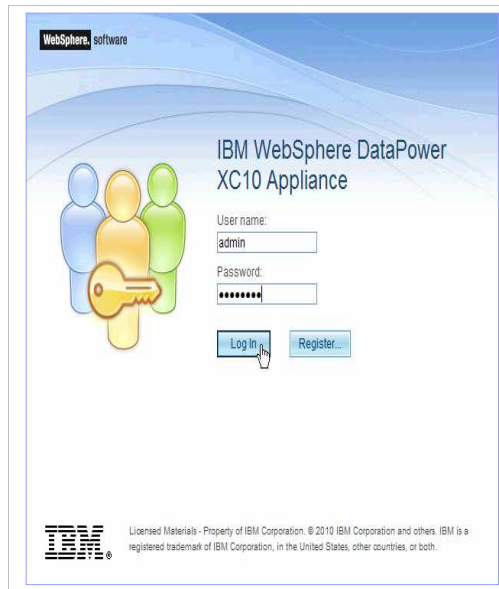 WebSphere. software
IBM WebSphere DataPower
XC10 Appliance
User name:
admin
Password:
••••••••
Log In
Register...
IBM®
Licensed Materials - Property of IBM Corporation. © 2010 IBM Corporation and others. IBM is a
registered trademark of IBM Corporation, in the United States, other countries, or both.